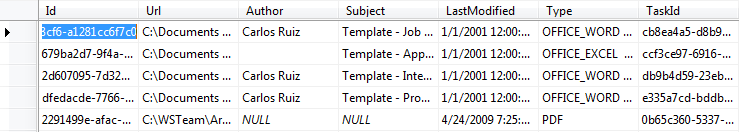 Id Url Author Subject LastModified Type TaskId
3cf6-a1281cc6f7c0 C:\Documents ... Carlos Ruiz Template - Job ... 1/1/2001 12:00:... OFFICE_WORD ... cb8ea4a5-d8b9...
679ba2d7-9f4a-... C:\Documents ... Template - App... 1/1/2001 12:00:... OFFICE_EXCEL ... ccf3ce97-6916-...
2d607095-7d32... C:\Documents ... Carlos Ruiz Template - Inte... 1/1/2001 12:00:... OFFICE_WORD ... db9b4d59-23eb...
dfedacde-7766-... C:\Documents ... Carlos Ruiz Template - Pro... 1/1/2001 12:00:... OFFICE_WORD ... e335a7cd-bddb...
2291499e-afac-... C:\WSTeam\Ar... NULL NULL 4/24/2009 7:25:... PDF 0b65c360-5337-...